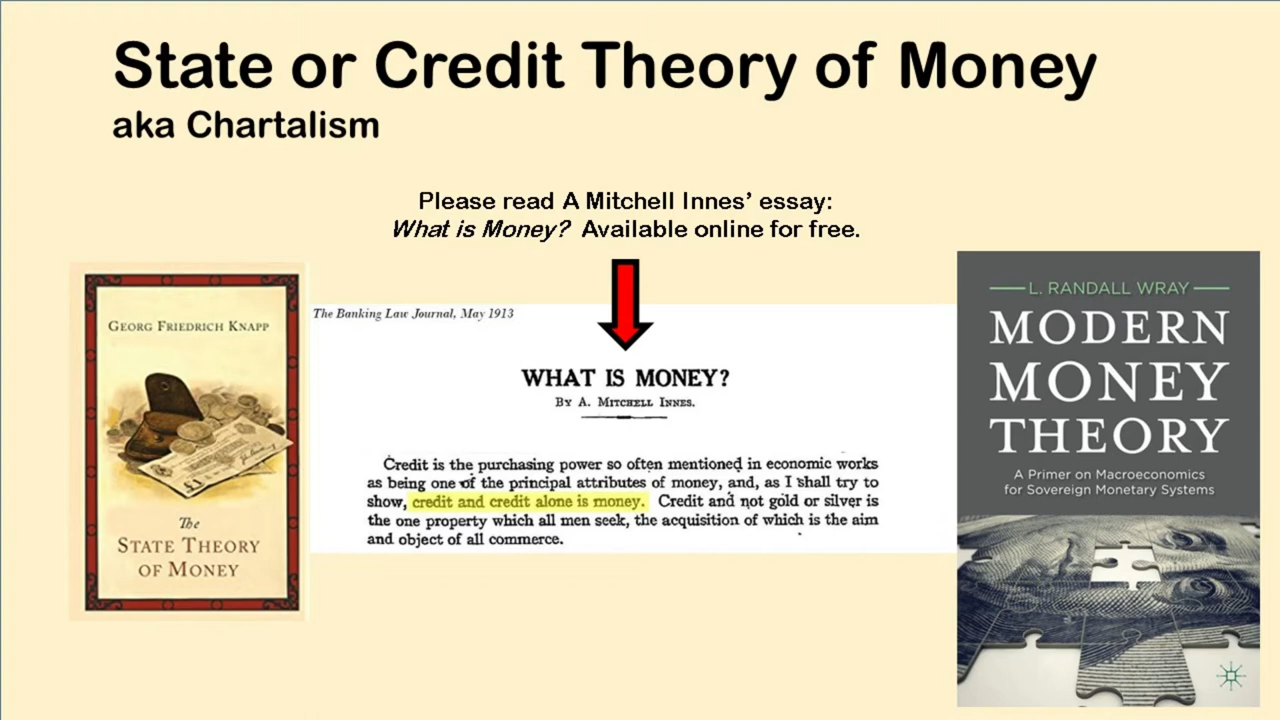 State or Credit Theory of Money
aka Chartalism
Please read A Mitchell Innes’ essay:
What is Money?  Available online for free.
GEORG FRIEDRICH KNAPP
The
STATE THEORY
OF MONEY
The Banking Law Journal, May 1913
WHAT IS MONEY?
BY A. MITCHELL INNES.
Credit is the purchasing power so often mentioned in economic works
as being one of the principal attributes of money, and, as I shall try to
show, credit and credit alone is money. Credit and not gold or silver is
the one property which all men seek, the acquisition of which is the aim
and object of all commerce.
L. RANDALL WRAY
MODERN
MONEY
THEORY
A Primer on Macroeconomics
for Sovereign Monetary Systems